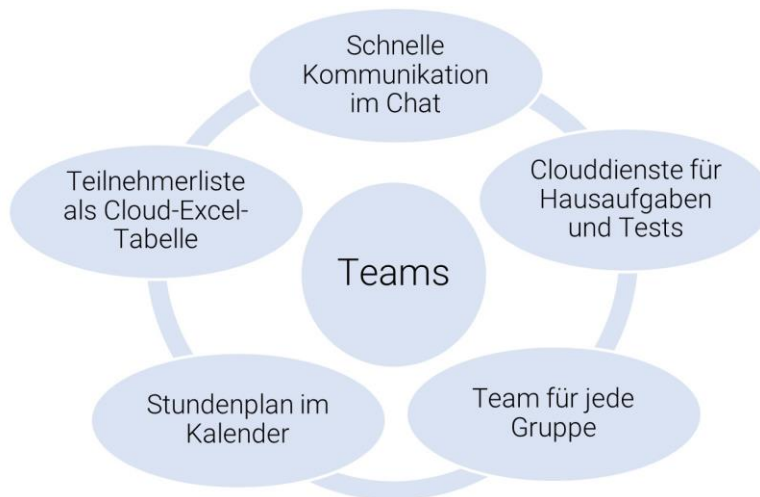 Schnelle
Kommunikation
im Chat
Clouddienste für
Hausaufgaben
und Tests
Team für jede
Gruppe
Stundenplan im
Kalender
Teilnehmerliste
als Cloud-Excel-
Tabelle
Teams